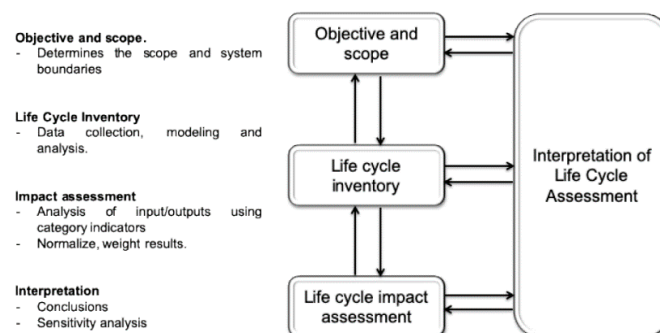 Objective and scope.
- Determines the scope and system
boundaries
Life Cycle Inventory
- Data collection, modeling and
analysis.
Impact assessment
- Analysis of input/outputs using
category indicators
- Normalize, weight results.
Interpretation
- Conclusions
- Sensitivity analysis
Objective and
scope
Life cycle
inventory
Life cycle impact
assessment
Interpretation of
Life Cycle
Assessment